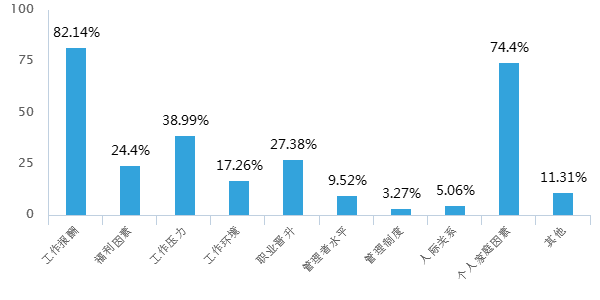 100
75
50
25
0
82.14%
24.4%
38.99%
17.26%
27.38%
9.52%
3.27%
5.06%
74.4%
11.31%
工作报酬
福利因素
工作压力
工作环境
职业晋升
管理者水平
管理制度
人际关系
个人家庭因素
其他